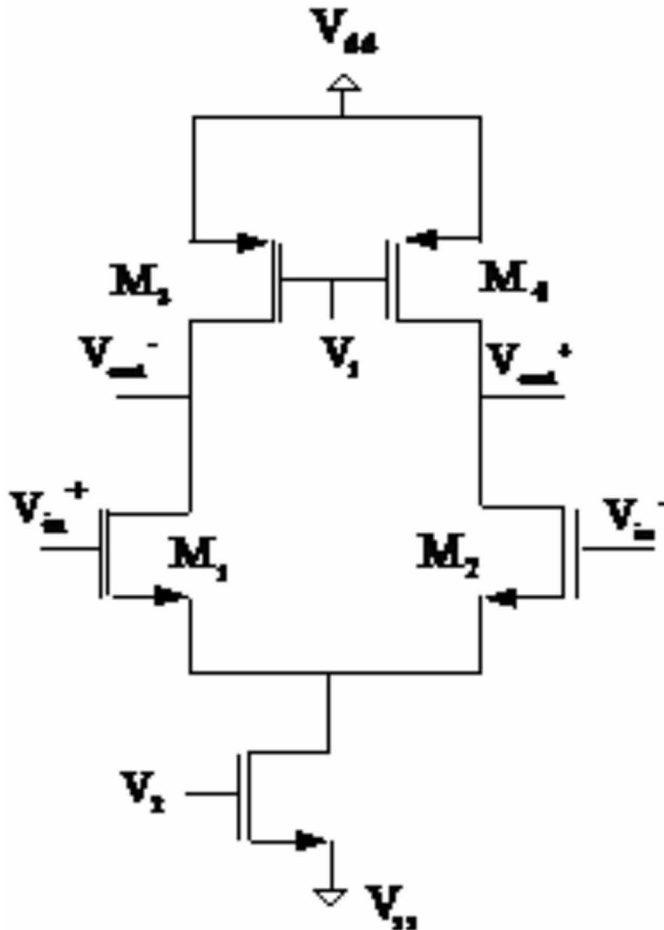 V_dd
M_3
M_4
V_1
V_out^-
V_out^+
V_in^+
V_in^-
M_1
M_2
V_2
V_ss